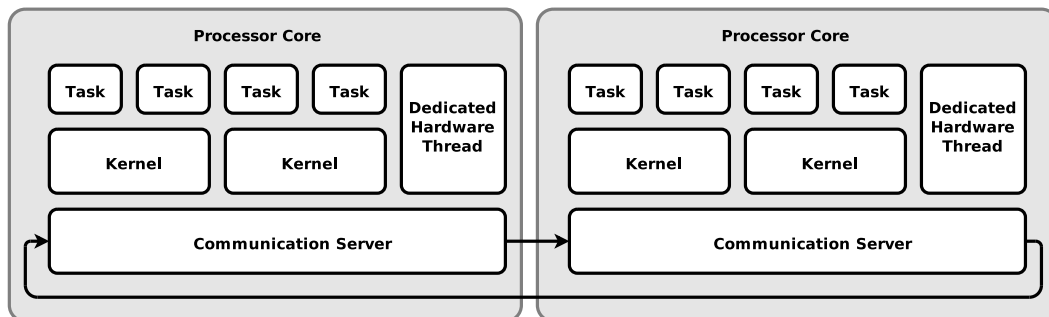 Processor Core
Task
Task
Task
Task
Dedicated
Hardware
Thread
Kernel
Kernel
Communication Server
Processor Core
Task
Task
Task
Task
Dedicated
Hardware
Thread
Kernel
Kernel
Communication Server